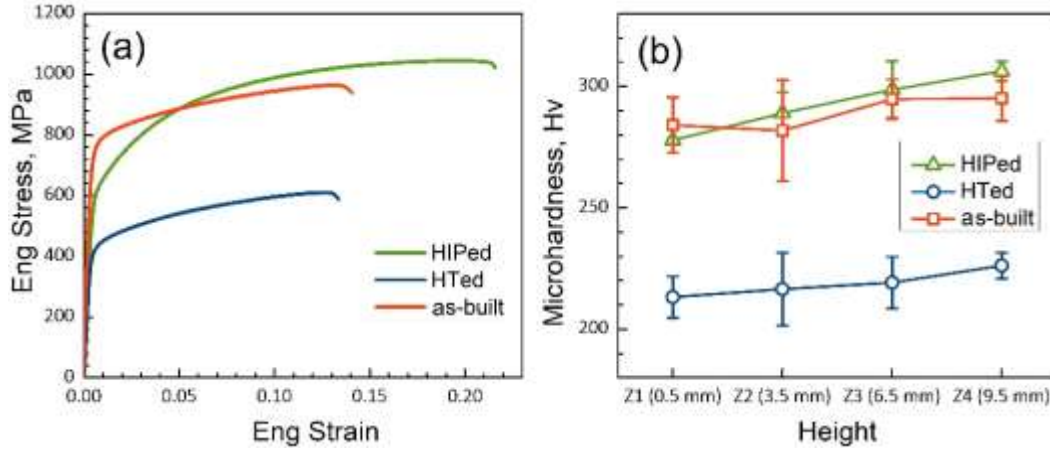 (a)
Eng Stress, MPa
1200
1000
800
600
400
200
0
0.00 0.05 0.10 0.15 0.20
Eng Strain
HIPed
HTed
as-built
(b)
Microhardness, Hv
300
250
200
Z1 (0.5 mm) Z2 (3.5 mm) Z3 (6.5 mm) Z4 (9.5 mm)
Height
HIPed
HTed
as-built